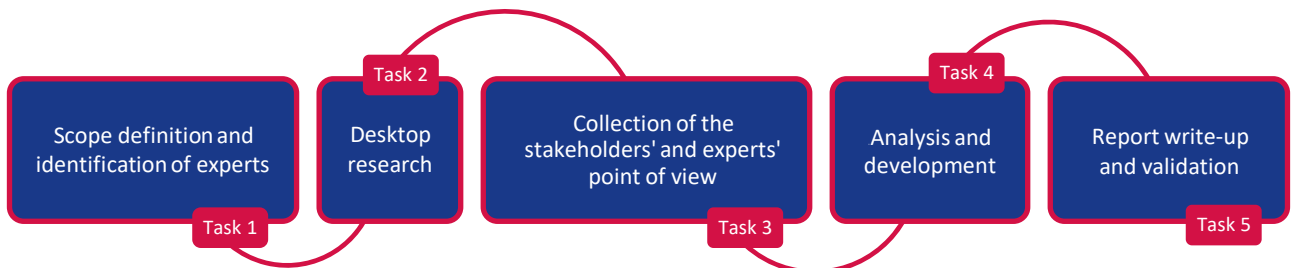 Scope definition and
identification of experts
Task 1
Task 2
Desktop
research
Collection of the
stakeholders' and experts'
point of view
Task 3
Task 4
Analysis and
development
Report write-up
and validation
Task 5